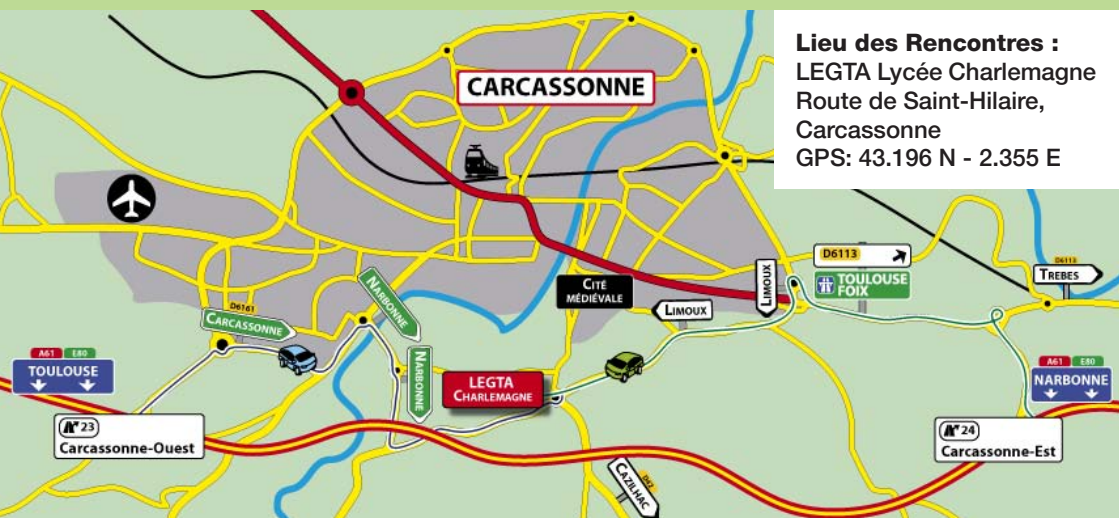 Lieu des Rencontres :
LEGTA Lycée Charlemagne
Route de Saint-Hilaire,
Carcassonne
GPS: 43.196 N - 2.355 E
CARCASSONNE
D6113
TOULOUSE
FOIX
D6113
TREBES
LIMOUX
LIMOUX
CITÉ
MÉDIÉVALE
NARBONNE
D6161
CARCASSONNE
NARBONNE
A61 E80
TOULOUSE
LEGTA
CHARLEMAGNE
A61 E80
NARBONNE
23
Carcassonne-Ouest
24
Carcassonne-Est
D42
CAZILHAC